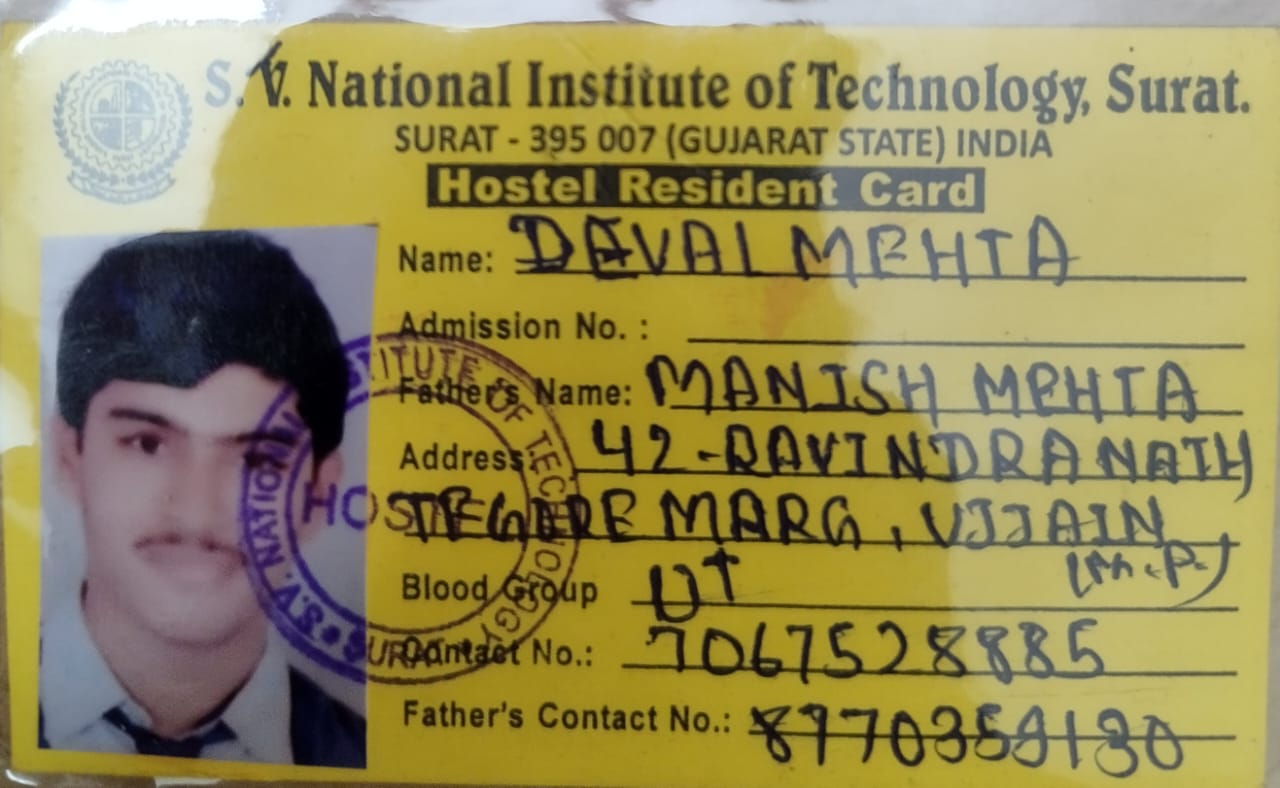 S. V. National Institute of Technology, Surat.
SURAT - 395 007 (GUJARAT STATE) INDIA
Hostel Resident Card
Name: DEVAL MEHTA
Admission No. :
Father's Name: MANISH MEHTA
Address: 42-RAVINDRANATH
TEGORE MARG, UJJAIN
(M.P.)
Blood Group
Contact No.: 7067528885
Father's Contact No.: 8970359130
S.V. NATIONAL INSTITUTE OF TECHNOLOGY
HOSTEL
SURAT